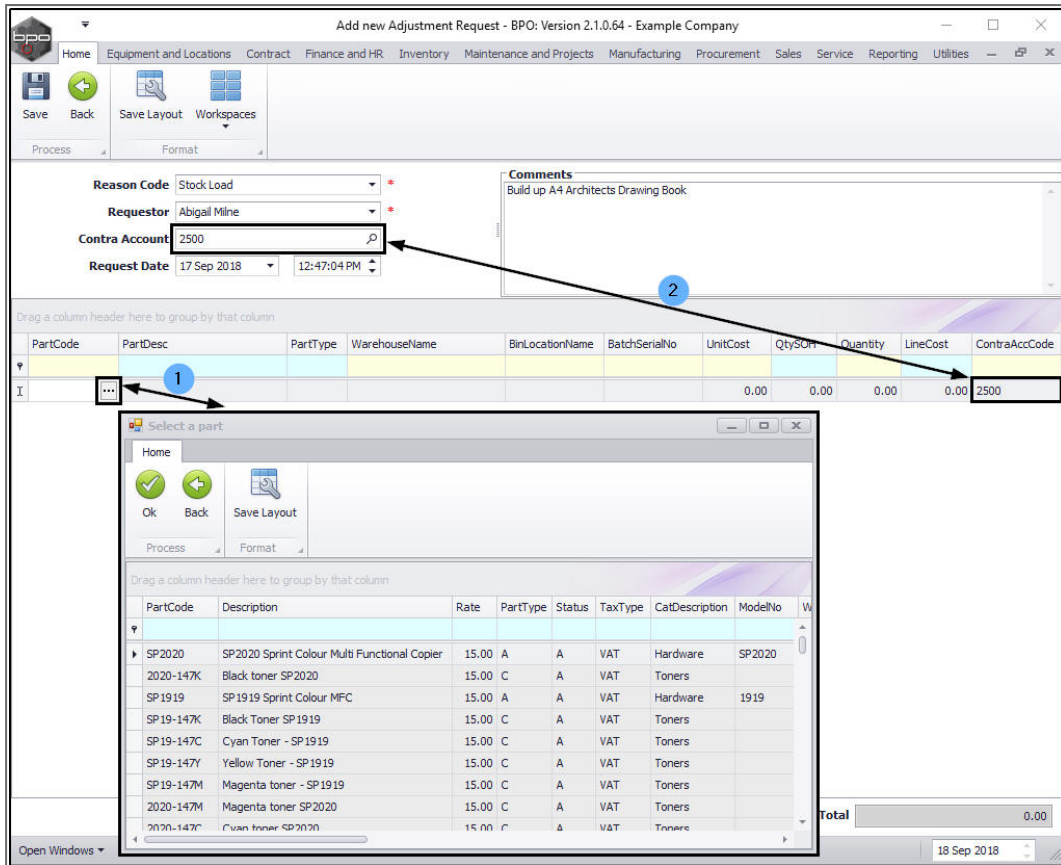 Add new Adjustment Request - BPO: Version 2.1.0.64 - Example Company
bpo
Home Equipment and Locations Contract Finance and HR Inventory Maintenance and Projects Manufacturing Procurement Sales Service Reporting Utilities
Save Back Save Layout Workspaces
Process Format
Reason Code Stock Load *
Requestor Abigail Milne *
Contra Account 2500
Request Date 17 Sep 2018 12:47:04 PM
Comments
Build up A4 Architects Drawing Book
2
Drag a column header here to group by that column
PartCode PartDesc PartType WarehouseName BinLocationName BatchSerialNo UnitCost QtySOH Quantity LineCost ContraAccCode
1
I ... 0.00 0.00 0.00 0.00 2500
Select a part
Home
Ok Back Save Layout
Process Format
Drag a column header here to group by that column
PartCode Description Rate PartType Status TaxType CatDescription ModelNo W
SP2020 SP2020 Sprint Colour Multi Functional Copier 15.00 A A VAT Hardware SP2020
2020-147K Black toner SP2020 15.00 C A VAT Toners
SP1919 SP1919 Sprint Colour MFC 15.00 A A VAT Hardware 1919
SP19-147K Black Toner SP1919 15.00 C A VAT Toners
SP19-147C Cyan Toner - SP1919 15.00 C A VAT Toners
SP19-147Y Yellow Toner - SP1919 15.00 C A VAT Toners
SP19-147M Magenta toner - SP1919 15.00 C A VAT Toners
2020-147M Magenta toner SP2020 15.00 C A VAT Toners
2020-147C Cyan toner SP2020 15.00 C A VAT Toners
Total 0.00
Open Windows 18 Sep 2018